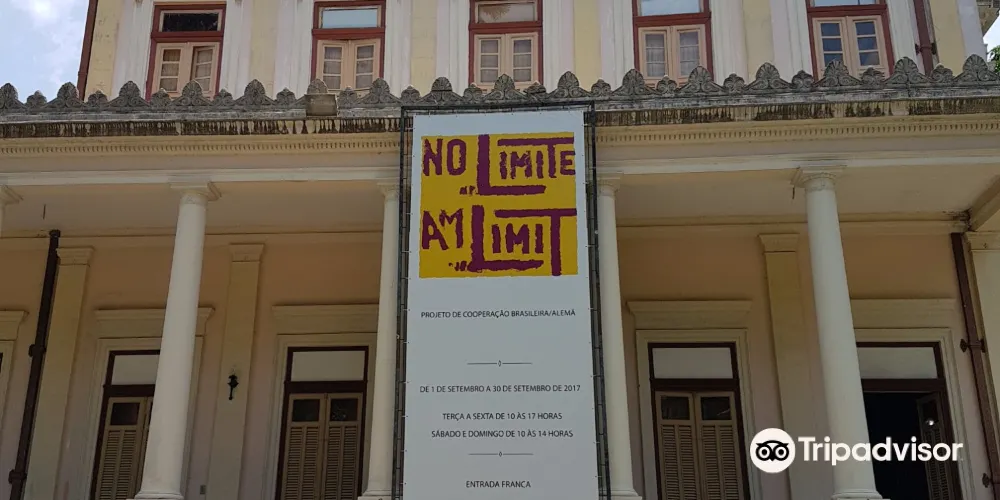 NO LIMITE
AM LIMIT
PROJETO DE COOPERAÇÃO BRASILEIRA/ALEMÃ
DE 1 DE SETEMBRO A 30 DE SETEMBRO DE 2017
TERÇA A SEXTA DE 10 ÀS 17 HORAS
SÁBADO E DOMINGO DE 10 ÀS 14 HORAS
ENTRADA FRANCA
Tripadvisor